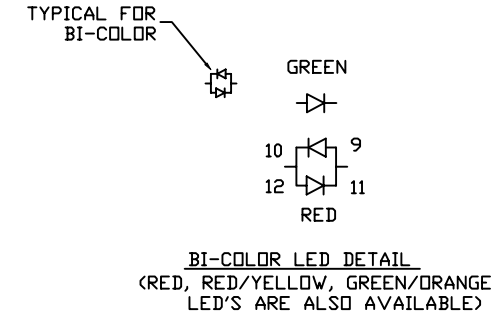 TYPICAL FOR
BI-COLOR
GREEN
10 9
12 11
RED
BI-COLOR LED DETAIL
(RED, RED/YELLOW, GREEN/ORANGE
LED'S ARE ALSO AVAILABLE)